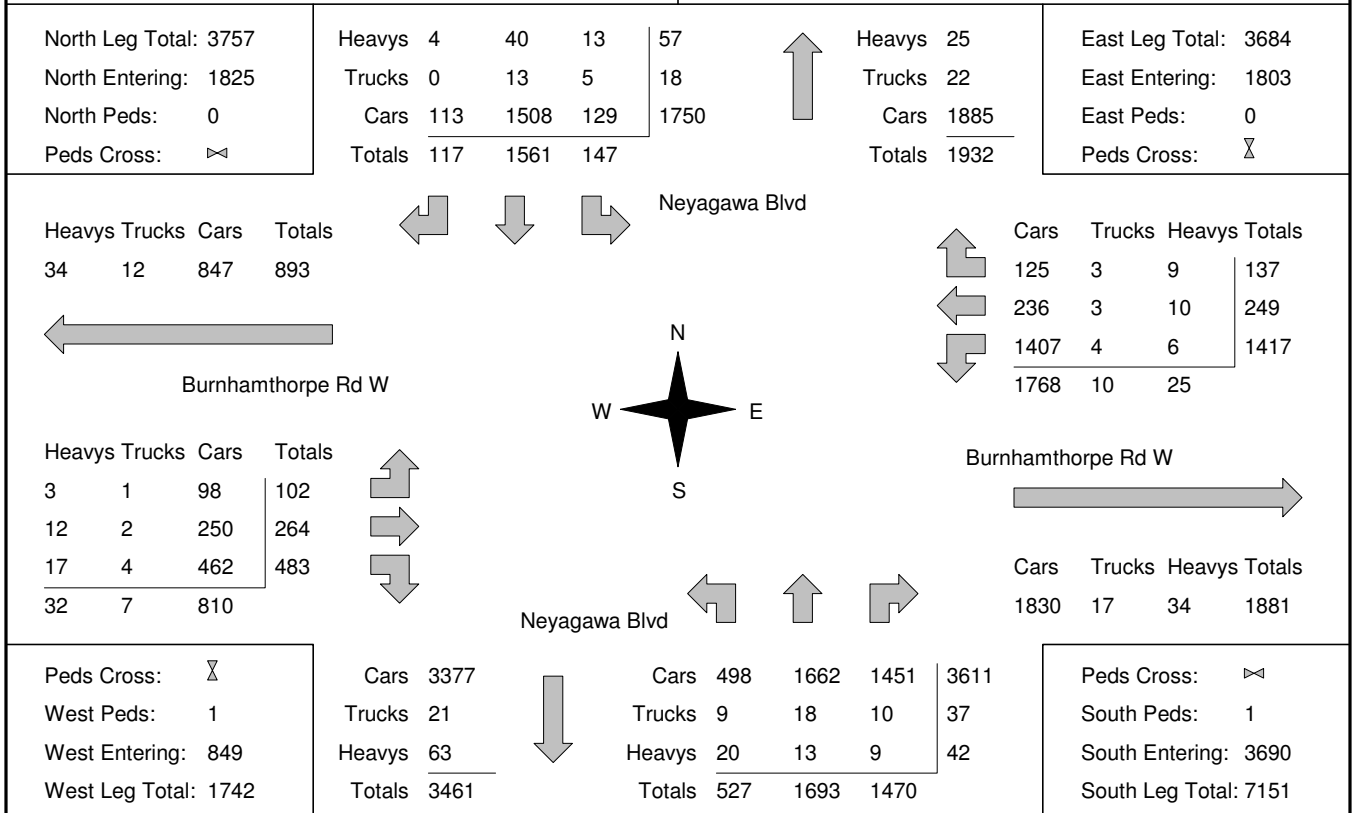 North Leg Total: 3757
North Entering: 1825
North Peds: 0
Peds Cross:
Heavys 4 40 13 57
Trucks 0 13 5 18
Cars 113 1508 129 1750
Totals 117 1561 147
Heavys 25
Trucks 22
Cars 1885
Totals 1932
East Leg Total: 3684
East Entering: 1803
East Peds: 0
Peds Cross:
Neyagawa Blvd
Heavys Trucks Cars Totals
34 12 847 893
Cars Trucks Heavys Totals
125 3 9 137
236 3 10 249
1407 4 6 1417
1768 10 25
Burnhamthorpe Rd W
N
W E
S
Heavys Trucks Cars Totals
3 1 98 102
12 2 250 264
17 4 462 483
32 7 810
Burnhamthorpe Rd W
Cars Trucks Heavys Totals
1830 17 34 1881
Neyagawa Blvd
Peds Cross:
West Peds: 1
West Entering: 849
West Leg Total: 1742
Cars 3377
Trucks 21
Heavys 63
Totals 3461
Cars 498 1662 1451 3611
Trucks 9 18 10 37
Heavys 20 13 9 42
Totals 527 1693 1470
Peds Cross:
South Peds: 1
South Entering: 3690
South Leg Total: 7151